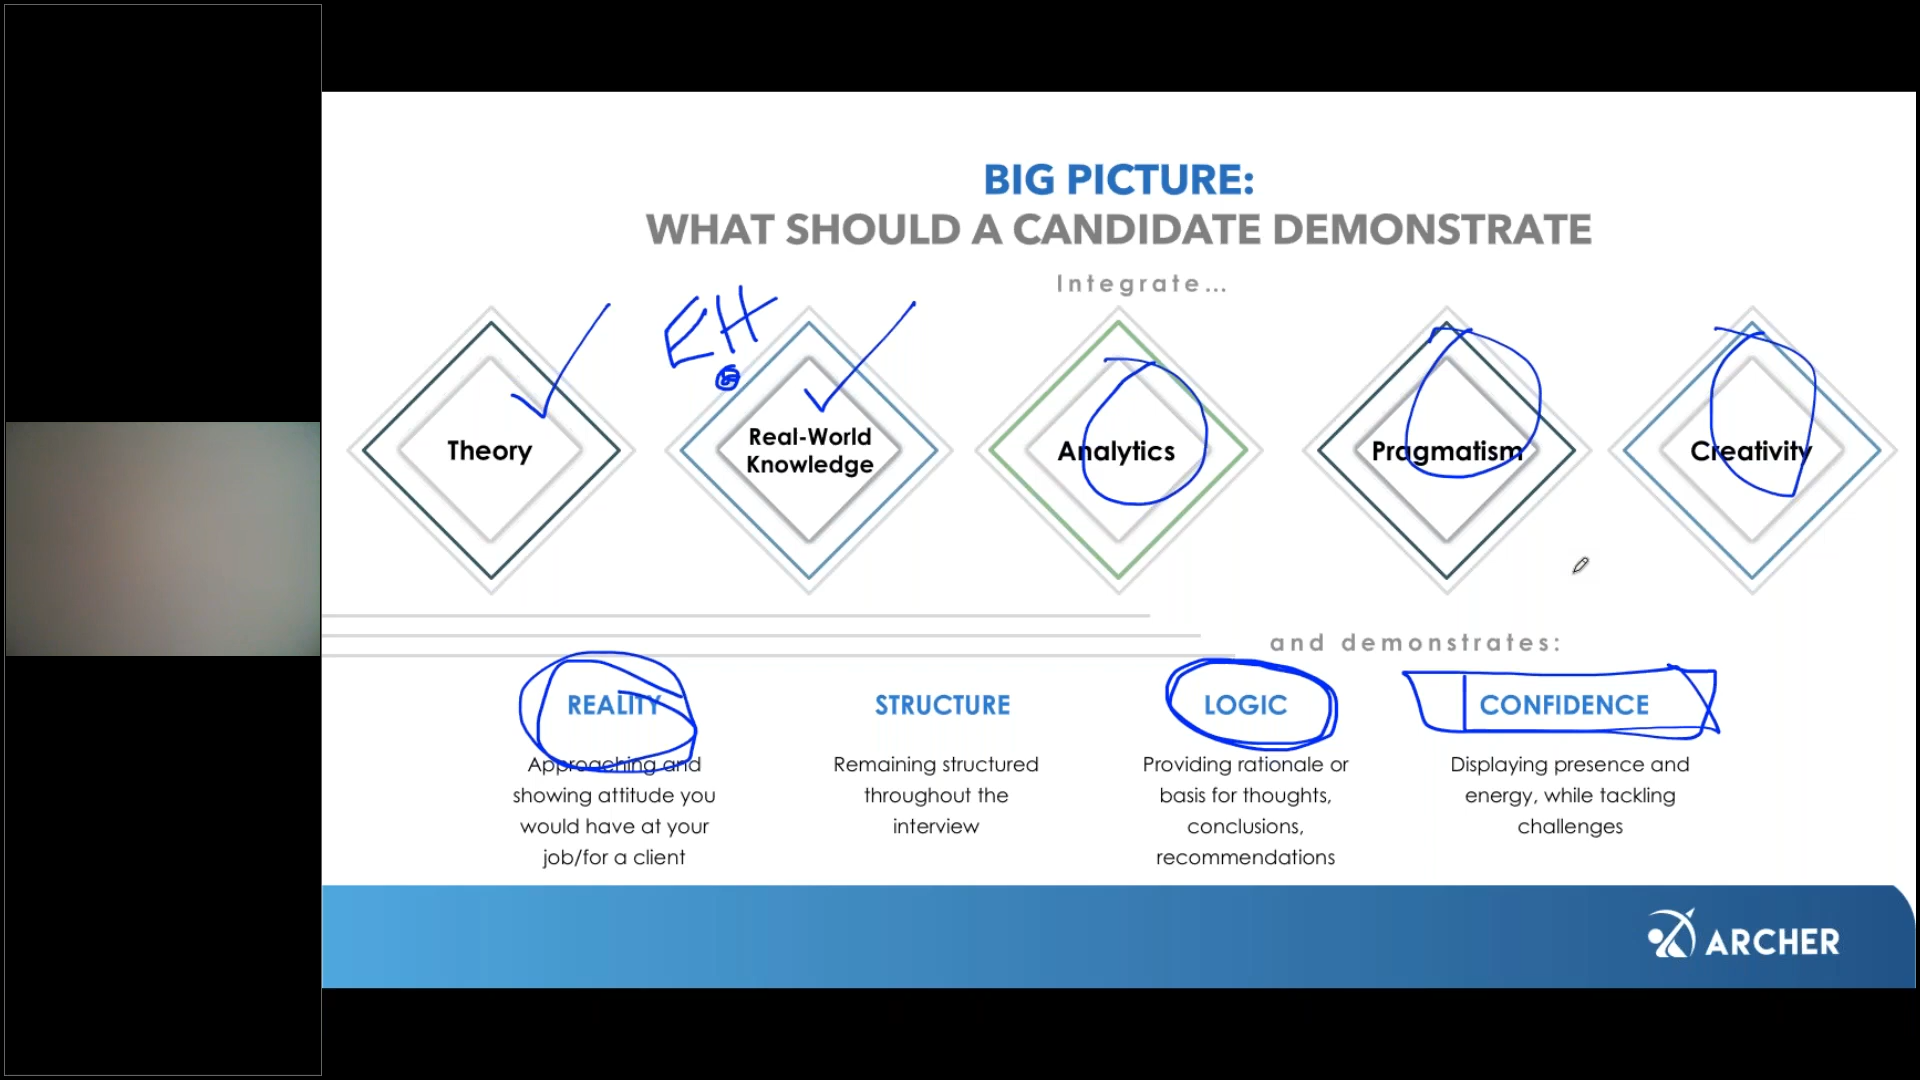 BIG PICTURE:
WHAT SHOULD A CANDIDATE DEMONSTRATE
Integrate...
EH
Theory
Real-World
Knowledge
Analytics
Pragmatism
Creativity
and demonstrates:
REALITY
Approaching and
showing attitude you
would have at your
job/for a client
STRUCTURE
Remaining structured
throughout the
interview
LOGIC
Providing rationale or
basis for thoughts,
conclusions,
recommendations
CONFIDENCE
Displaying presence and
energy, while tackling
challenges
ARCHER